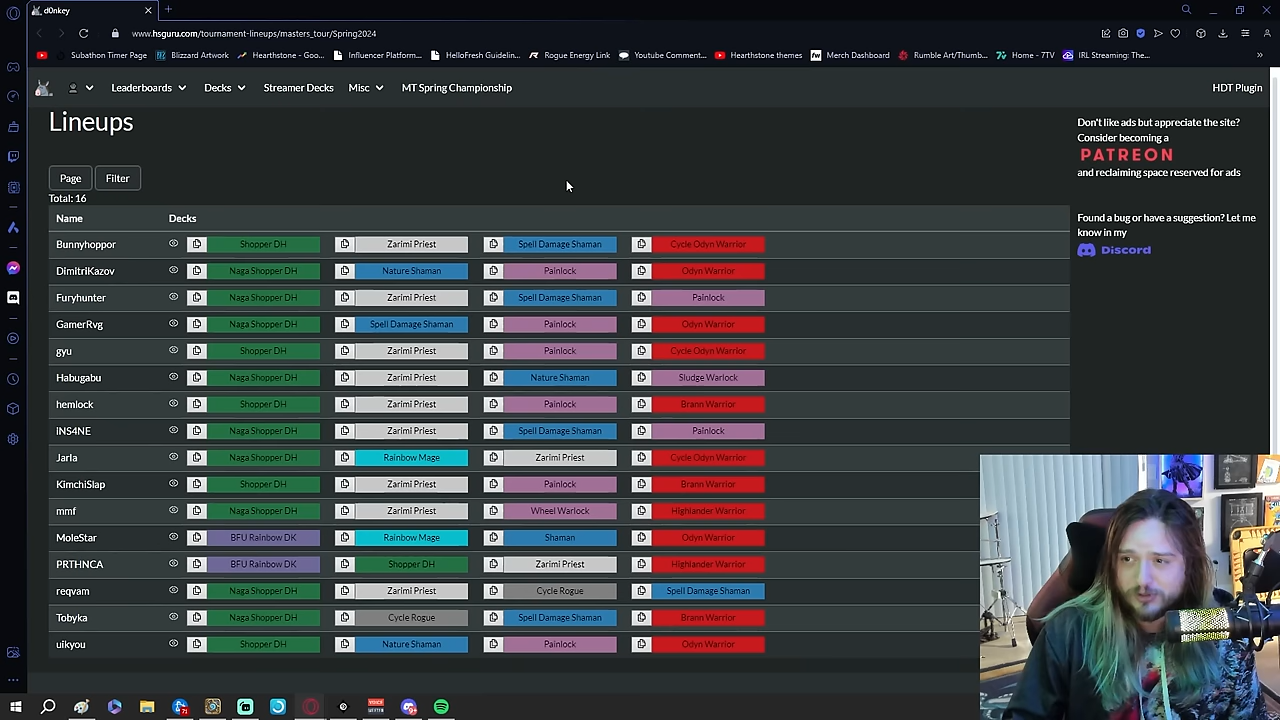 d0nkey
www.hsguru.com/tournament-lineups/masters_tour/Spring2024
Subathon Timer Page
Blizzard Artwork
Hearthstone - Goo...
Influencer Platform...
HelloFresh Guidelin...
Rogue Energy Link
Youtube Comment...
Hearthstone themes
Merch Dashboard
Rumble Art/Thumb...
Home - 7TV
IRL Streaming: The...
Leaderboards
Decks
Streamer Decks
Misc
MT Spring Championship
HDT Plugin
Lineups
Page
Filter
Total: 16
Name Decks
Bunnyhoppor Shopper DH Zarimi Priest Spell Damage Shaman Cycle Odyn Warrior
DimitriKazov Naga Shopper DH Nature Shaman Painlock Odyn Warrior
Furyhunter Naga Shopper DH Zarimi Priest Spell Damage Shaman Painlock
GamerRvg Naga Shopper DH Spell Damage Shaman Painlock Odyn Warrior
gyu Shopper DH Zarimi Priest Painlock Cycle Odyn Warrior
Habugabu Naga Shopper DH Zarimi Priest Nature Shaman Sludge Warlock
hemlock Shopper DH Zarimi Priest Painlock Brann Warrior
INS4NE Naga Shopper DH Zarimi Priest Spell Damage Shaman Painlock
Jarla Naga Shopper DH Rainbow Mage Zarimi Priest Cycle Odyn Warrior
KimchiSlap Shopper DH Zarimi Priest Painlock Brann Warrior
mmf Naga Shopper DH Zarimi Priest Wheel Warlock Highlander Warrior
NoleStar BFU Rainbow DK Rainbow Mage Shaman Odyn Warrior
PRTHNCA BFU Rainbow DK Shopper DH Zarimi Priest Highlander Warrior
reqvam Naga Shopper DH Zarimi Priest Cycle Rogue Spell Damage Shaman
Tobyka Naga Shopper DH Cycle Rogue Spell Damage Shaman Brann Warrior
uikyou Shopper DH Nature Shaman Painlock Odyn Warrior
Don't like ads but appreciate the site?
Consider becoming a
PATREON
and reclaiming space reserved for ads
Found a bug or have a suggestion? Let me
know in my
Discord